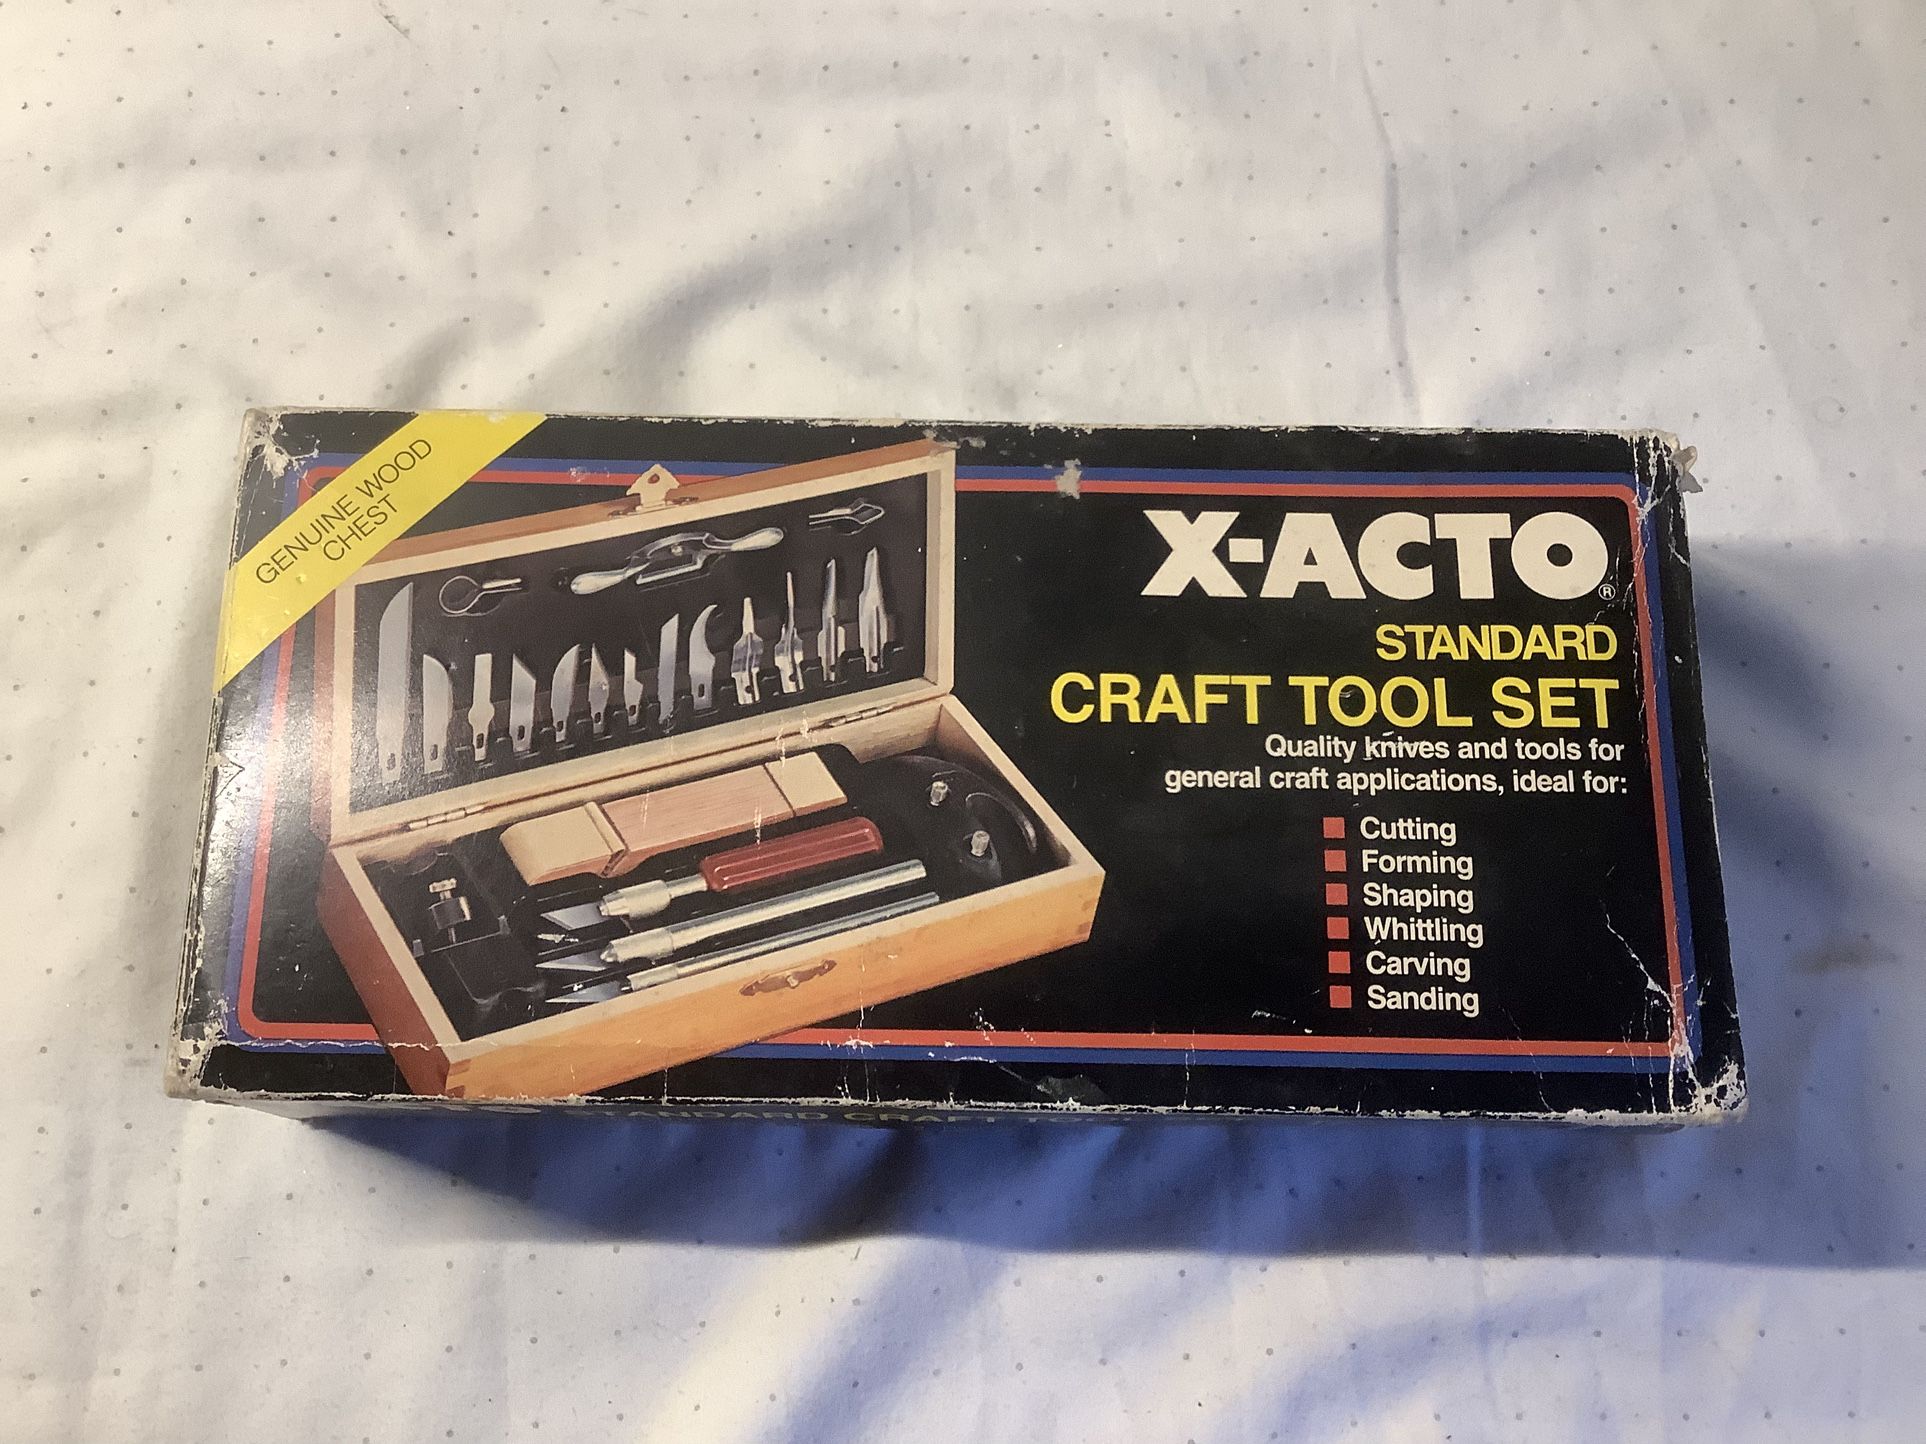 GENUINE WOOD
CHEST
X-ACTO®
STANDARD
CRAFT TOOL SET
Quality knives and tools for
general craft applications, ideal for:
Cutting
Forming
Shaping
Whittling
Carving
Sanding
STANDARD CRAFT